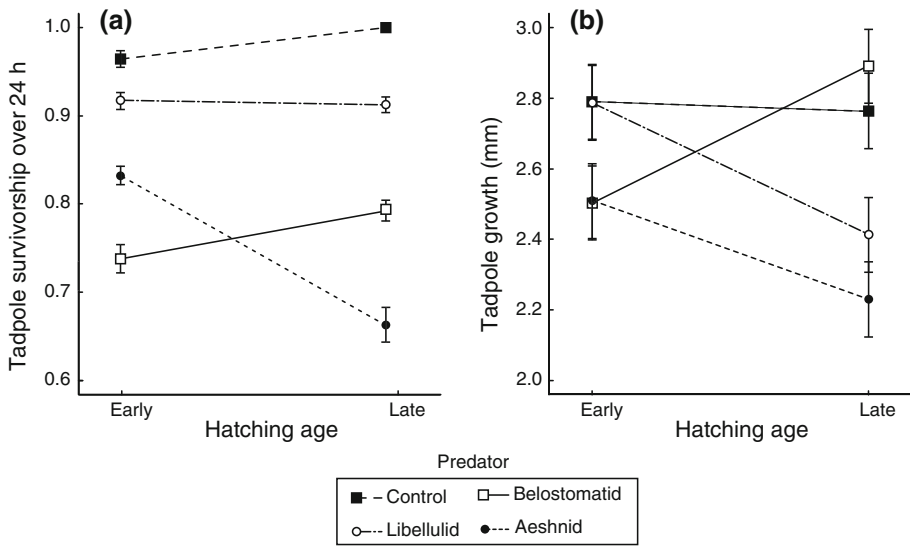 (a)
Tadpole survivorship over 24 h
1.0
0.9
0.8
0.7
0.6
Early
Late
Hatching age
(b)
Tadpole growth (mm)
3.0
2.8
2.6
2.4
2.2
2.0
Early
Late
Hatching age
Predator
Control
Belostomatid
Libellulid
Aeshnid